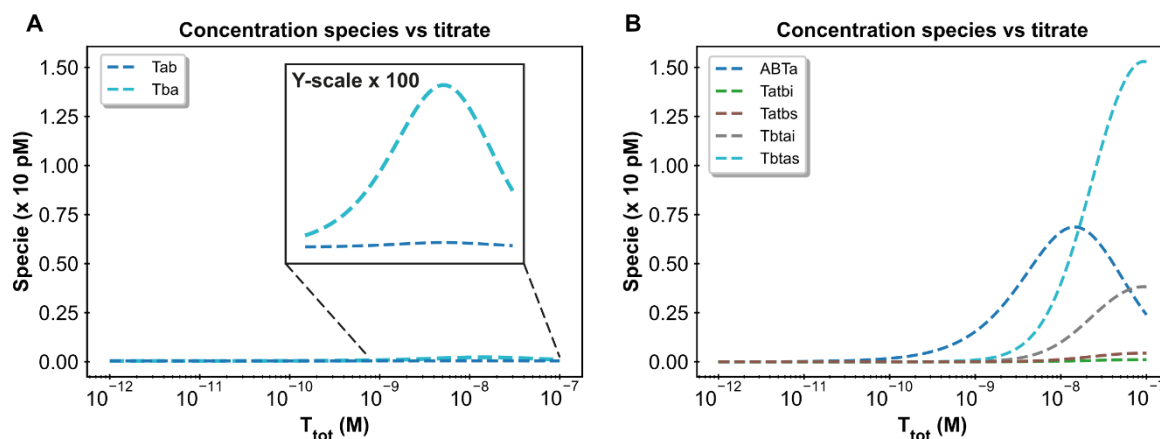 A
Concentration species vs titrate
Tab
Tba
Y-scale x 100
1.50
1.25
1.00
0.75
0.50
0.25
0.00
Specie (x 10 pM)
10⁻¹² 10⁻¹¹ 10⁻¹⁰ 10⁻⁹ 10⁻⁸ 10⁻⁷
T_tot (M)
B
Concentration species vs titrate
ABTa
Tatbi
Tatbs
Tbtai
Tbtas
1.50
1.25
1.00
0.75
0.50
0.25
0.00
Specie (x 10 pM)
10⁻¹² 10⁻¹¹ 10⁻¹⁰ 10⁻⁹ 10⁻⁸ 10⁻⁷
T_tot (M)